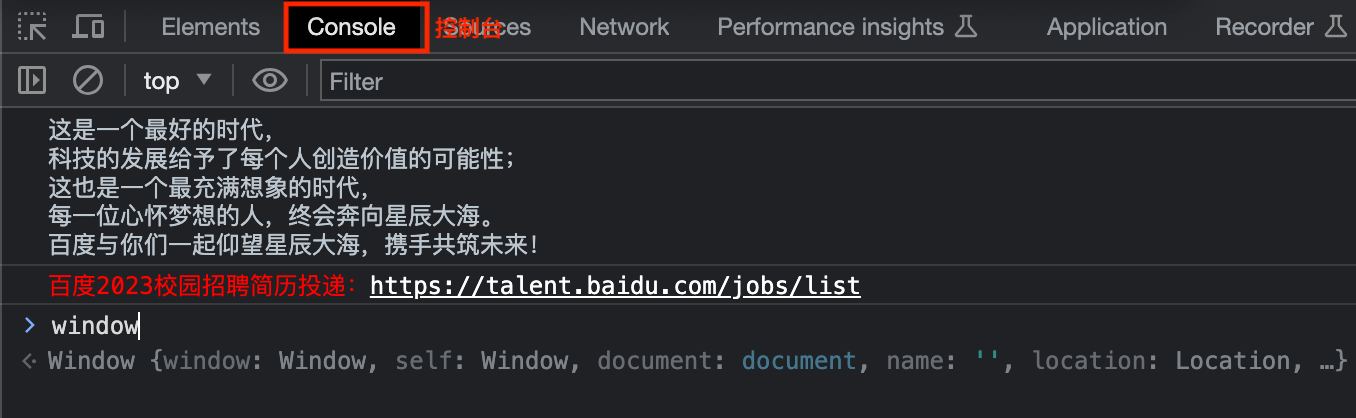 Elements Console 控制台 Sources Network Performance insights Application Recorder
top Filter
这是一个最好的时代，
科技的发展给予了每个人创造价值的可能性；
这也是一个最充满想象的时代，
每一位心怀梦想的人，终会奔向星辰大海。
百度与你们一起仰望星辰大海，携手共筑未来！
百度2023校园招聘简历投递：https://talent.baidu.com/jobs/list
> window
Window {window: Window, self: Window, document: document, name: '', location: Location, …}